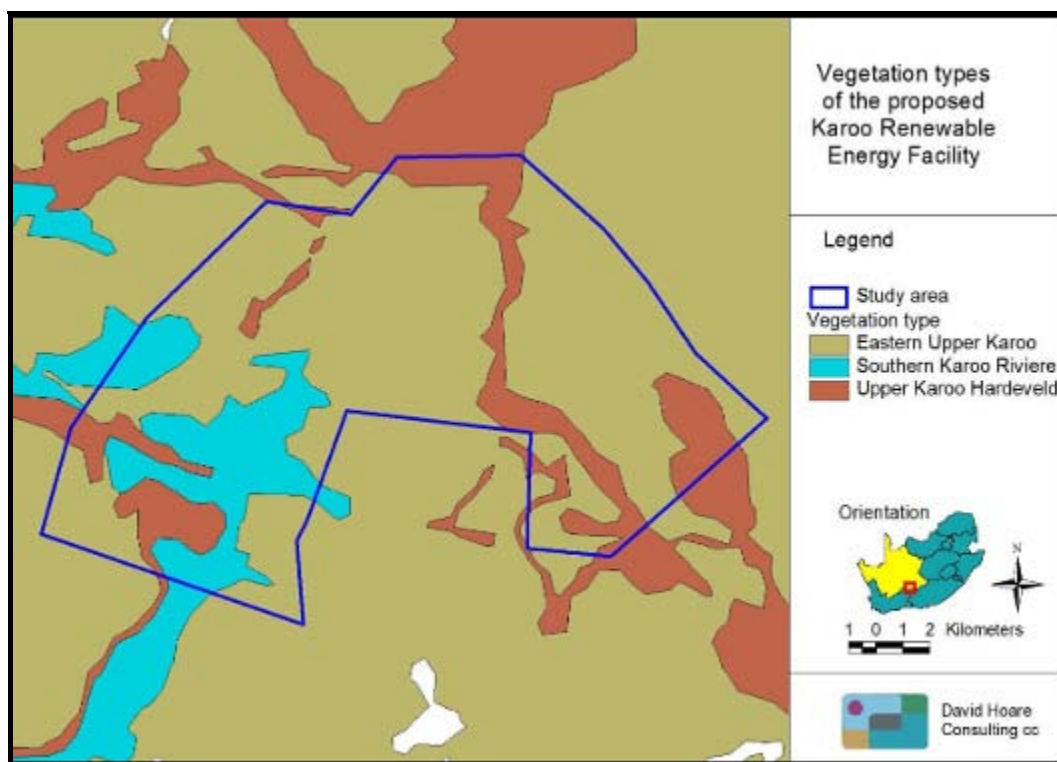 Vegetation types
of the proposed
Karoo Renewable
Energy Facility
Legend
Study area
Vegetation type
Eastern Upper Karoo
Southern Karoo Riviere
Upper Karoo Hardeveld
Orientation
N
1 0 1 2 Kilometers
David Hoare
Consulting cc